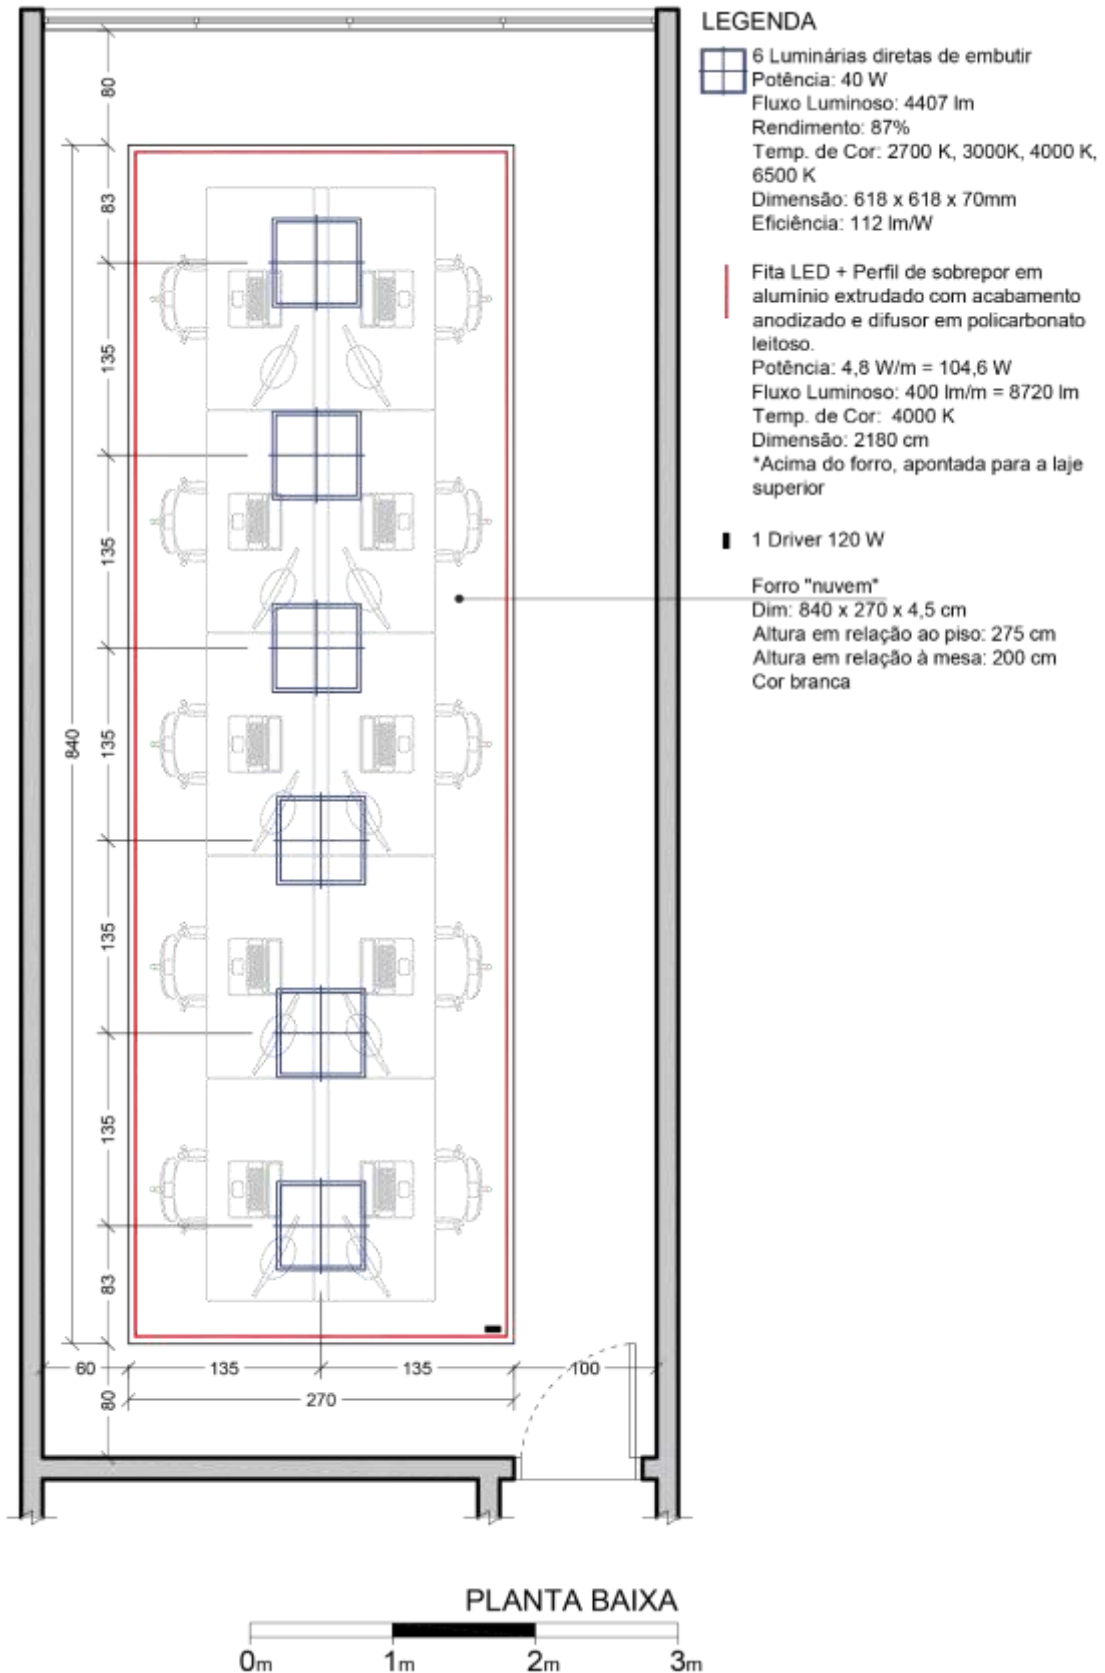 LEGENDA
6 Luminárias diretas de embutir
Potência: 40 W
Fluxo Luminoso: 4407 lm
Rendimento: 87%
Temp. de Cor: 2700 K, 3000K, 4000 K,
6500 K
Dimensão: 618 x 618 x 70mm
Eficiência: 112 lm/W
Fita LED + Perfil de sobrepor em
alumínio extrudado com acabamento
anodizado e difusor em policarbonato
leitoso.
Potência: 4,8 W/m = 104,6 W
Fluxo Luminoso: 400 lm/m = 8720 lm
Temp. de Cor: 4000 K
Dimensão: 2180 cm
*Acima do forro, apontada para a laje
superior
1 Driver 120 W
Forro "nuvem"
Dim: 840 x 270 x 4,5 cm
Altura em relação ao piso: 275 cm
Altura em relação à mesa: 200 cm
Cor branca
80
83
135
135
135
840
135
135
83
60
135
135
100
80
270
PLANTA BAIXA
0m
1m
2m
3m